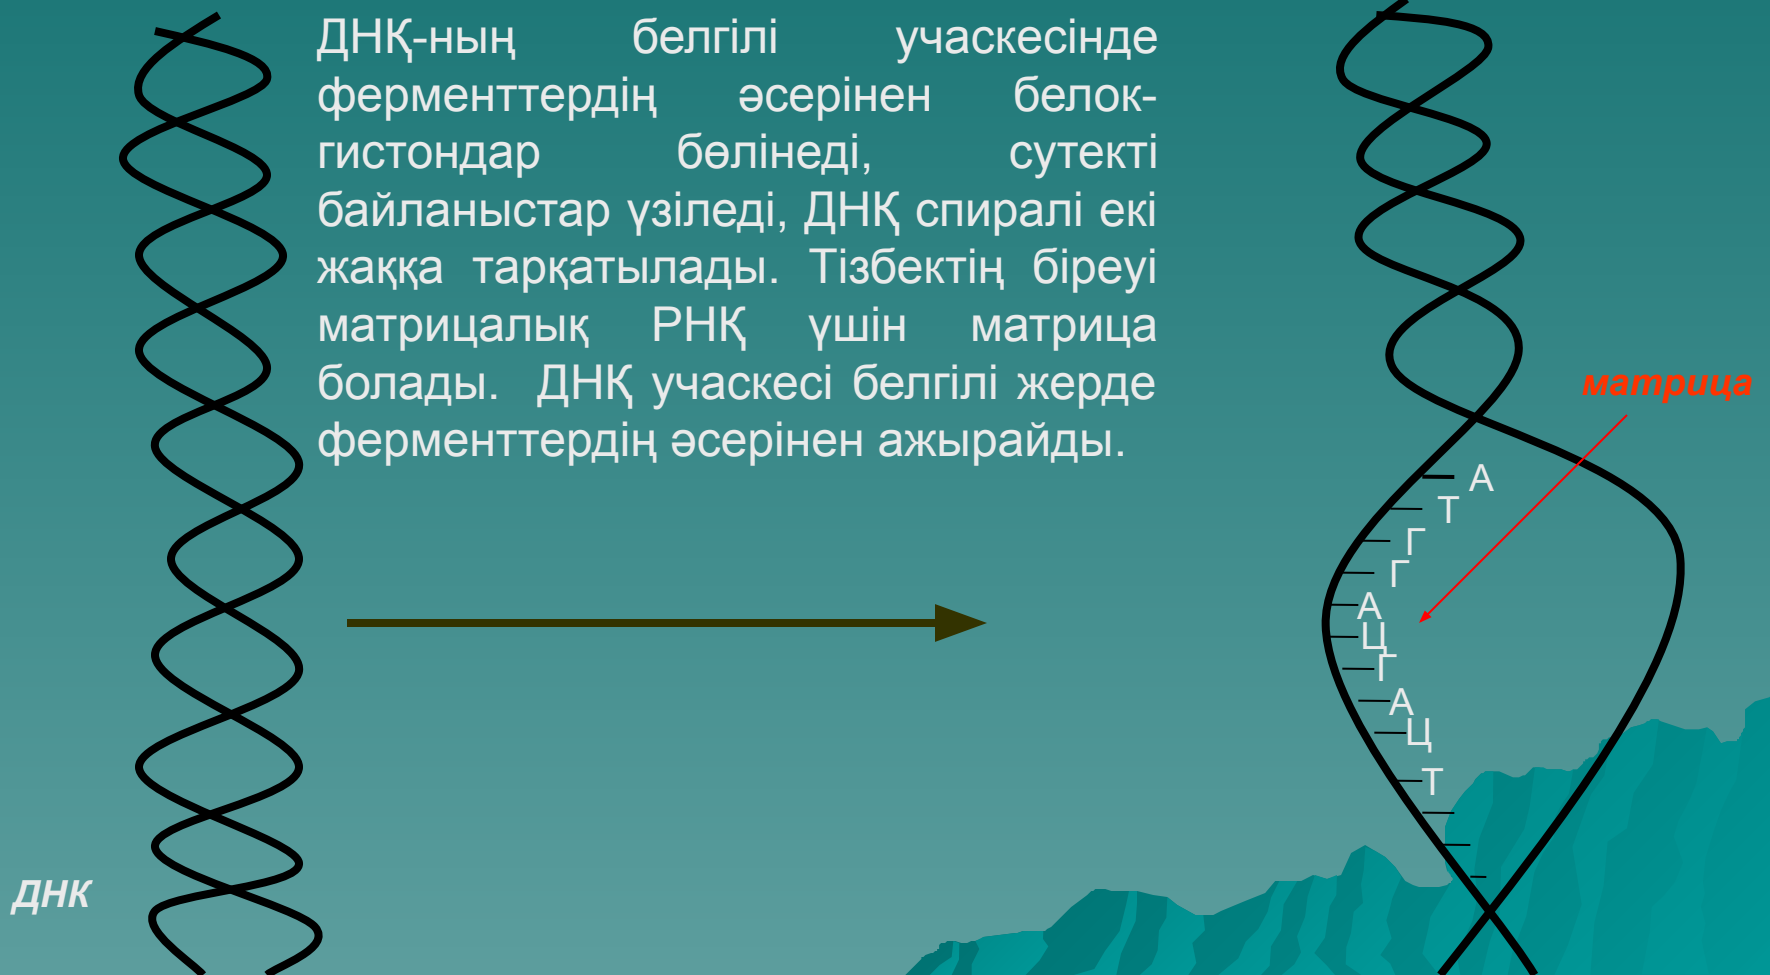 ДНҚ-ның белгілі учаскесінде
ферменттердің әсерінен белок-
гистондар бөлінеді, сутекті
байланыстар үзіледі, ДНҚ спиралі екі
жаққа тарқатылады. Тізбектің біреуі
матрицалық РНҚ үшін матрица
болады. ДНҚ учаскесі белгілі жерде
ферменттердің әсерінен ажырайды.
матрица
А
Т
Г
Г
А
Ц
Г
А
Ц
Т
ДНК